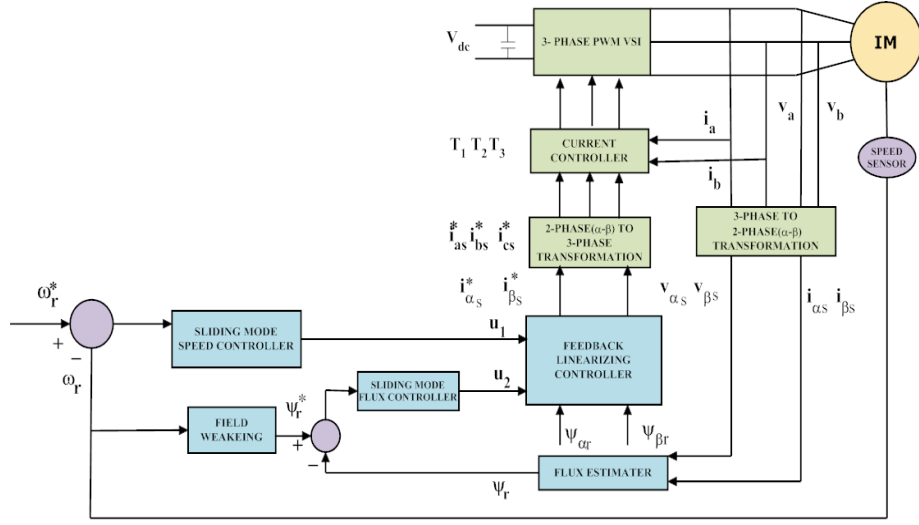 V_dc
3- PHASE PWM VSI
IM
i_a
v_a
v_b
T_1 T_2 T_3
CURRENT
CONTROLLER
SPEED
SENSOR
i_b
i*_as i*_bs i*_cs
2-PHASE(α-β) TO
3-PHASE
TRANSFORMATION
3-PHASE TO
2-PHASE(α-β)
TRANSFORMATION
i*_αs i*_βs
v_αs v_βs
i_αs i_βs
ω_r*
+
−
ω_r
SLIDING MODE
SPEED CONTROLLER
u_1
FEEDBACK
LINEARIZING
CONTROLLER
SLIDING MODE
FLUX CONTROLLER
u_2
FIELD
WEAKEING
ψ_r*
+
−
ψ_αr
ψ_βr
ψ_r
FLUX ESTIMATER